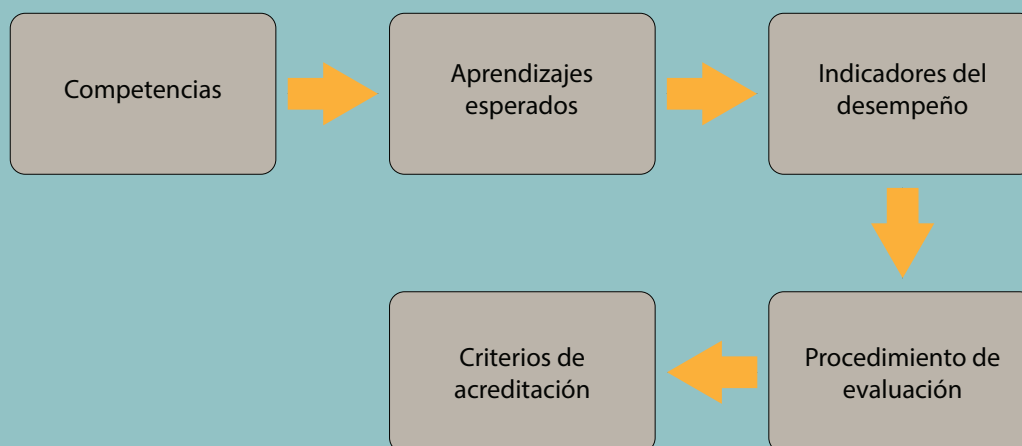 Competencias
Aprendizajes
esperados
Indicadores del
desempeño
Procedimiento de
evaluación
Criterios de
acreditación